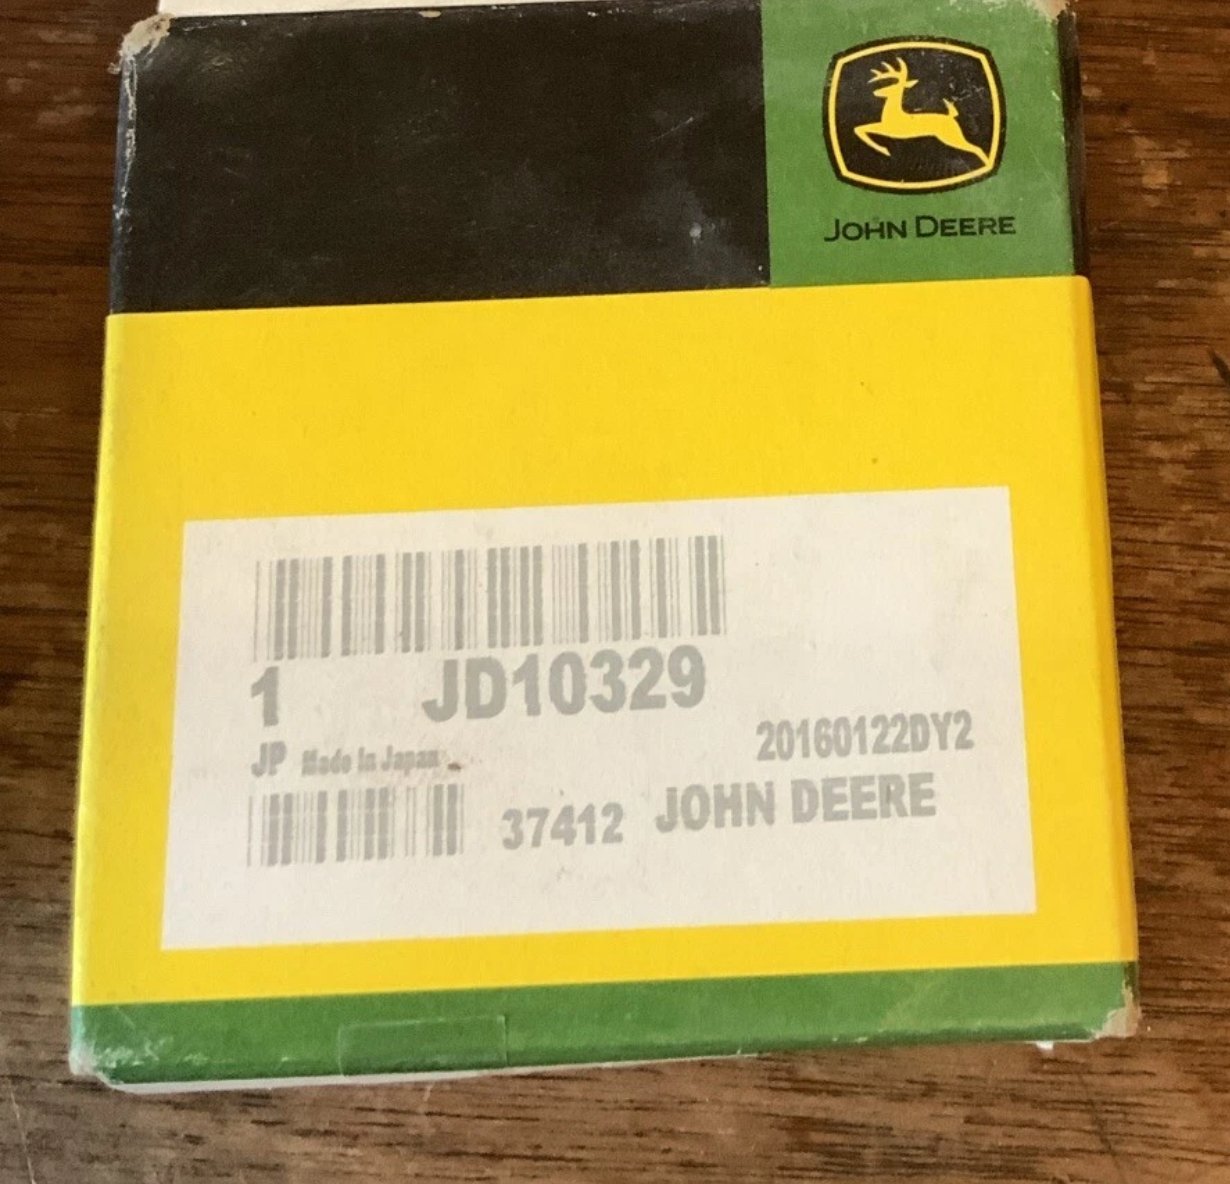 JOHN DEERE
1 JD10329
JP Made In Japan
20160122DY2
37412 JOHN DEERE